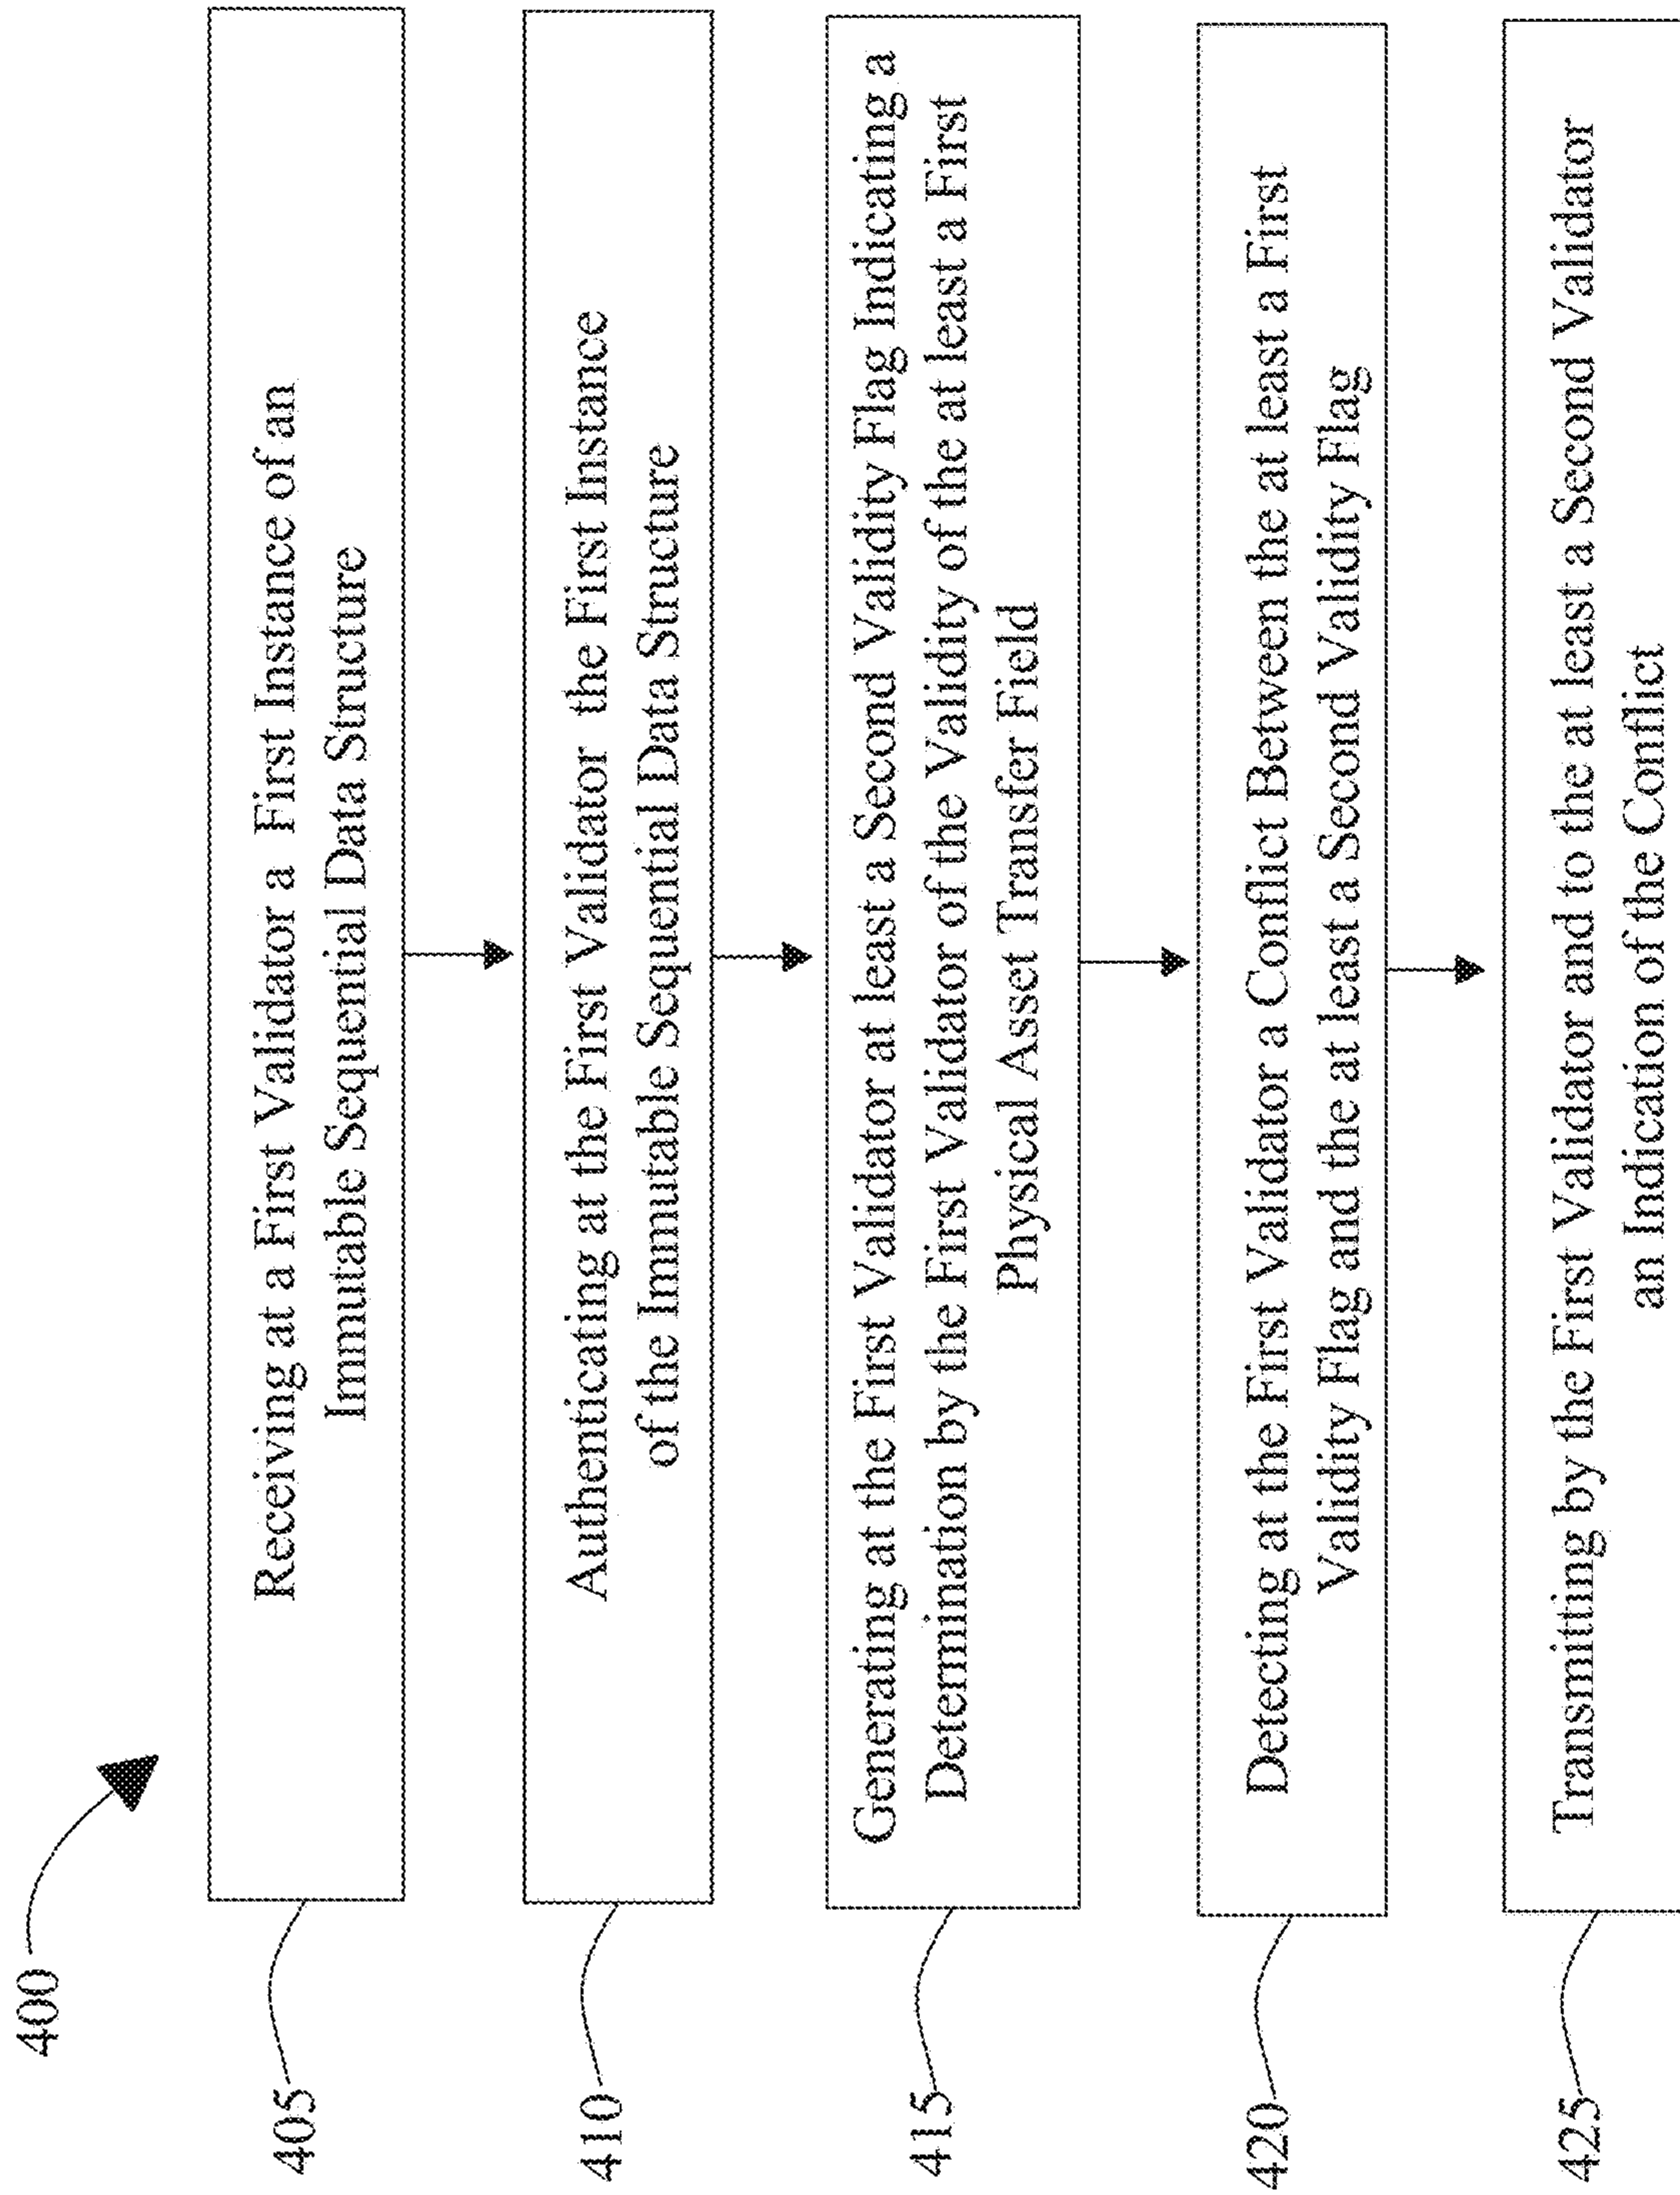 400
405
Receiving at a First Validator a First Instance of an
Immutable Sequential Data Structure
410
Authenticating at the First Validator the First Instance
of the Immutable Sequential Data Structure
415
Generating at the First Validator at least a Second Validity Flag Indicating a
Determination by the First Validator of the Validity of the at least a First
Physical Asset Transfer Field
420
Detecting at the First Validator a Conflict Between the at least a First
Validity Flag and the at least a Second Validity Flag
425
Transmitting by the First Validator and to the at least a Second Validator
an Indication of the Conflict